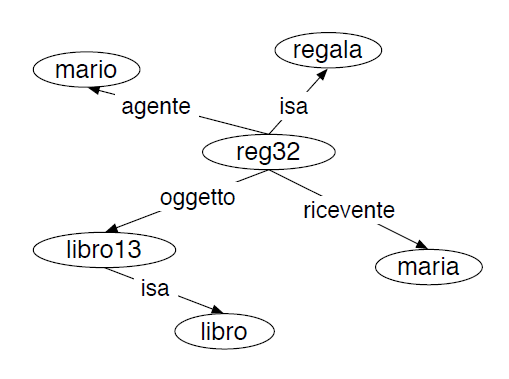 regala
mario
agente
isa
reg32
oggetto
ricevente
libro13
maria
isa
libro